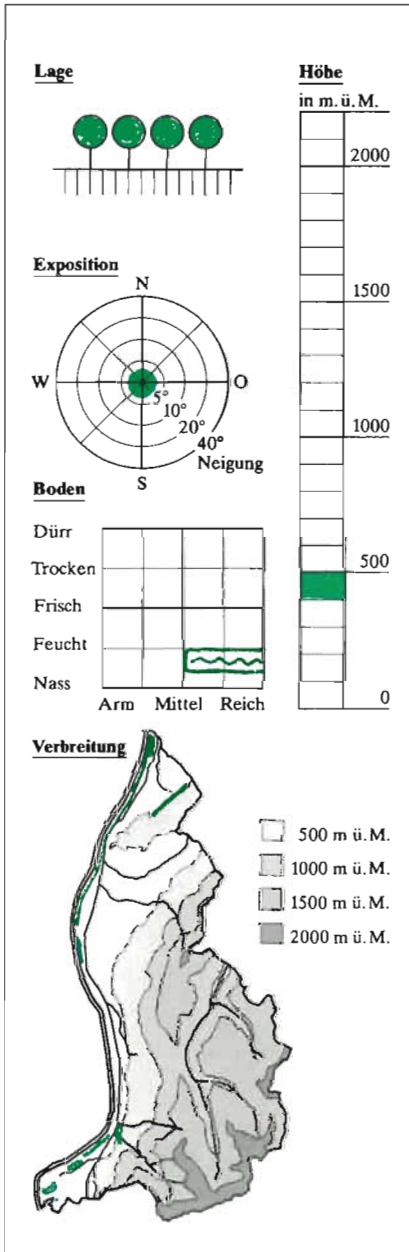 Lage
Höhe
in m. ü. M.
2000
1500
1000
500
0
Exposition
N
W
O
S
5°
10°
20°
40°
Neigung
Boden
Dürr
Trocken
Frisch
Feucht
Nass
Arm Mittel Reich
Verbreitung
500 m ü. M.
1000 m ü. M.
1500 m ü. M.
2000 m ü. M.